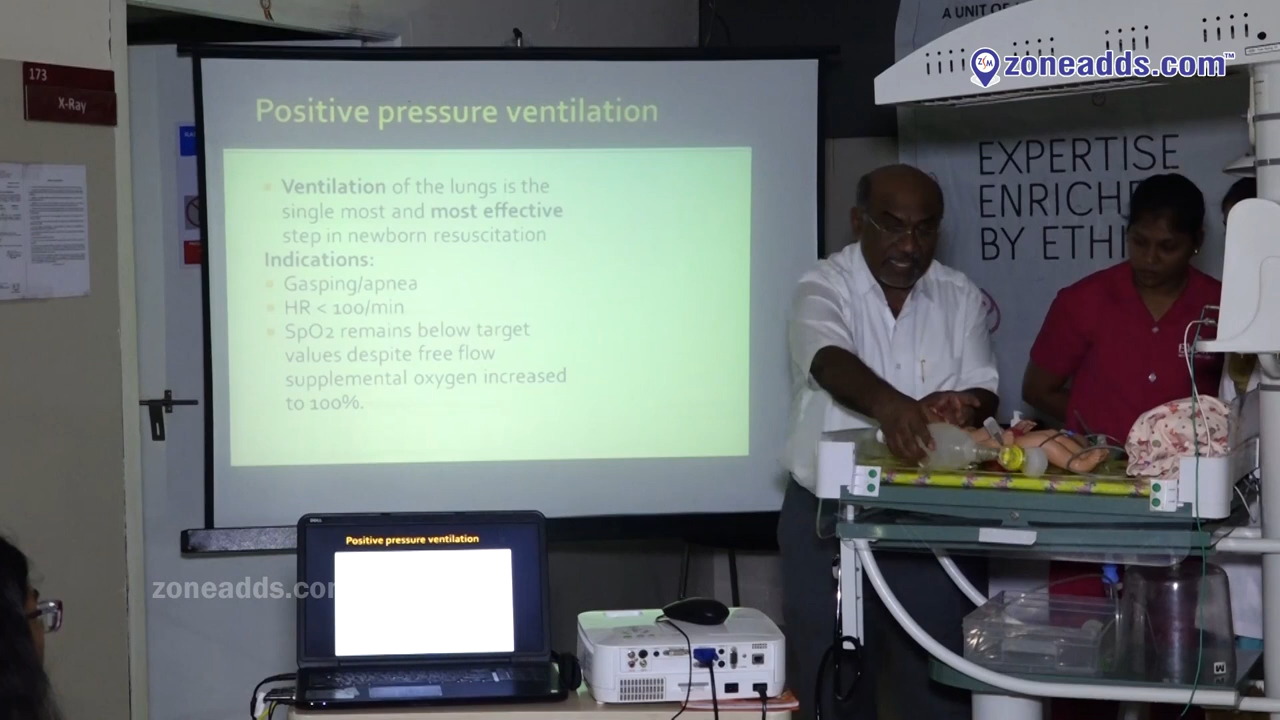 A UNIT OF
zoneadds.com™
173
X-Ray
Positive pressure ventilation
Ventilation of the lungs is the
single most and most effective
step in newborn resuscitation
Indications:
Gasping/apnea
HR < 100/min
SpO2 remains below target
values despite free flow
supplemental oxygen increased
to 100%.
EXPERTISE
ENRICH
BY ETHI
Positive pressure ventilation
zoneadds.com